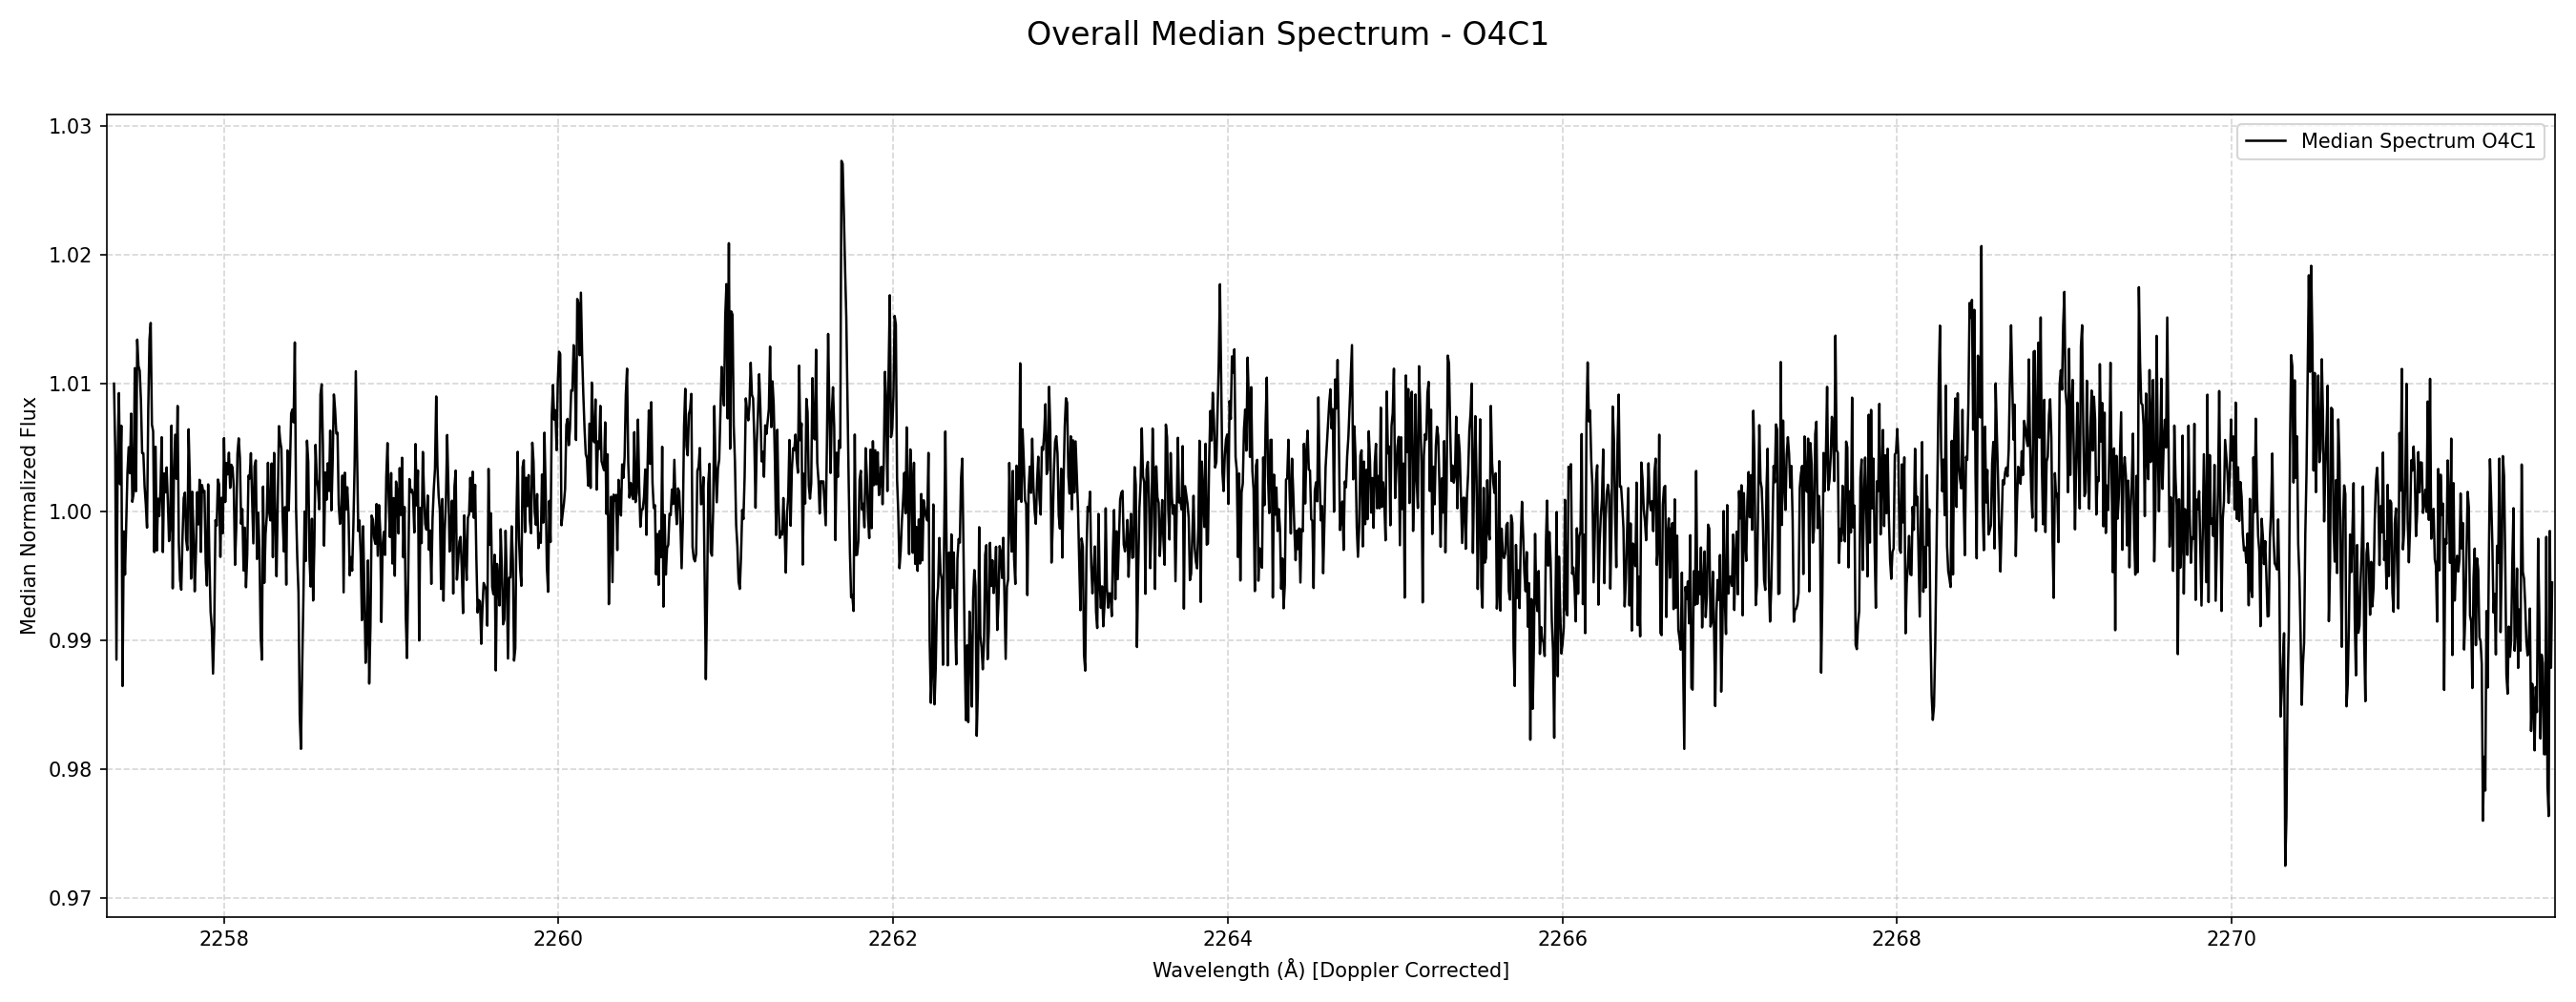 Overall Median Spectrum - O4C1
Median Spectrum O4C1
Median Normalized Flux
1.03
1.02
1.01
1.00
0.99
0.98
0.97
2258 2260 2262 2264 2266 2268 2270
Wavelength (Å) [Doppler Corrected]